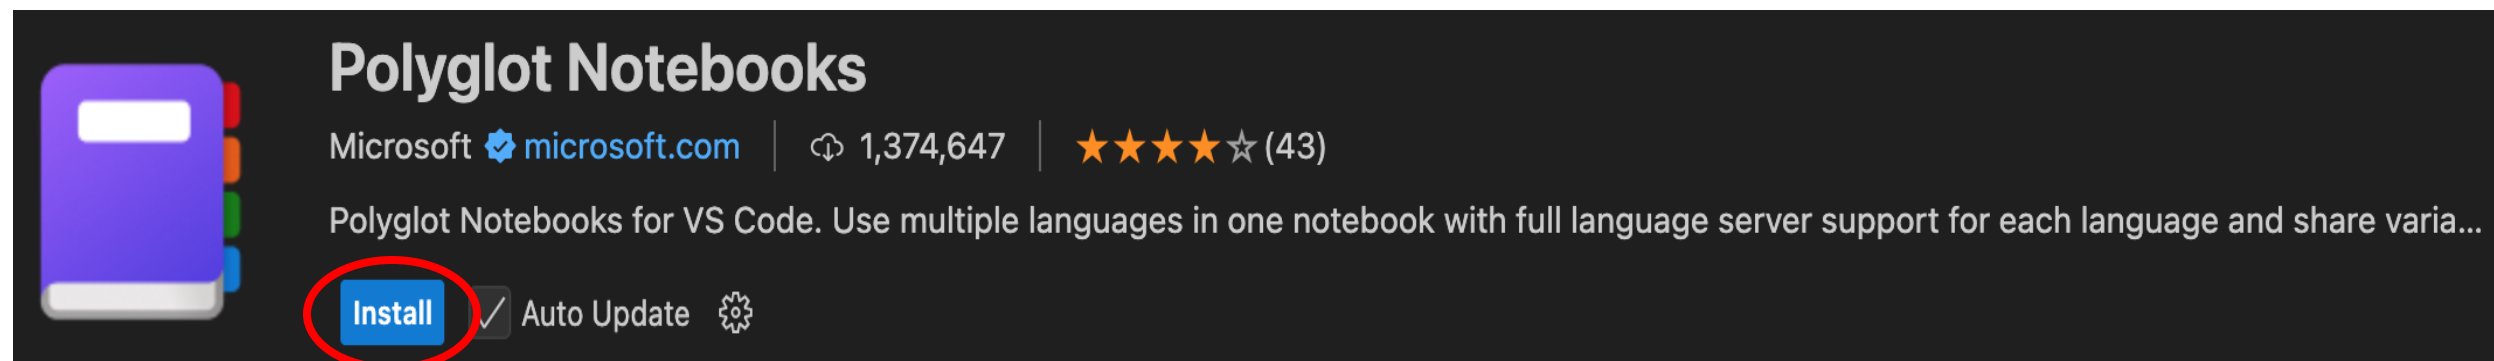 Polyglot Notebooks
Microsoft microsoft.com 1,374,647 (43)
Polyglot Notebooks for VS Code. Use multiple languages in one notebook with full language server support for each language and share varia...
Install Auto Update